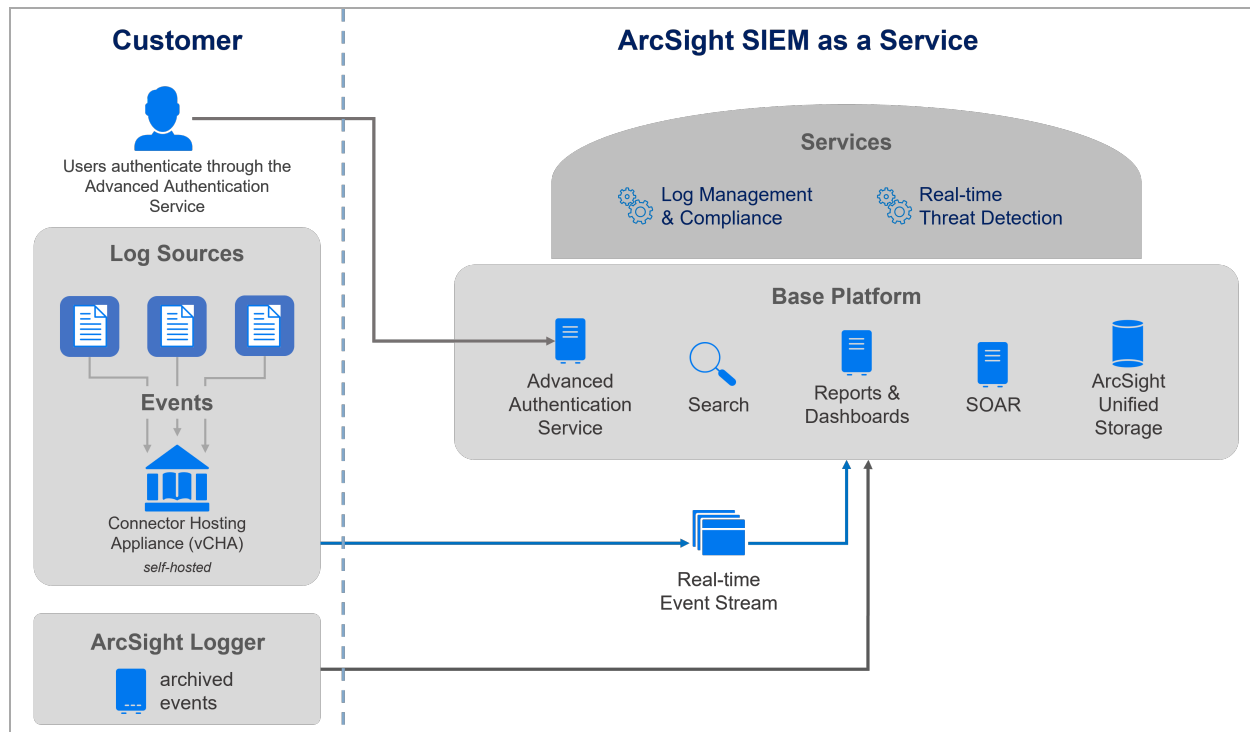 Customer
ArcSight SIEM as a Service
Users authenticate through the
Advanced Authentication
Service
Services
Log Management
& Compliance
Real-time
Threat Detection
Log Sources
Events
Connector Hosting
Appliance (vCHA)
self-hosted
Base Platform
Advanced
Authentication
Service
Search
Reports &
Dashboards
SOAR
ArcSight
Unified
Storage
Real-time
Event Stream
ArcSight Logger
archived
events